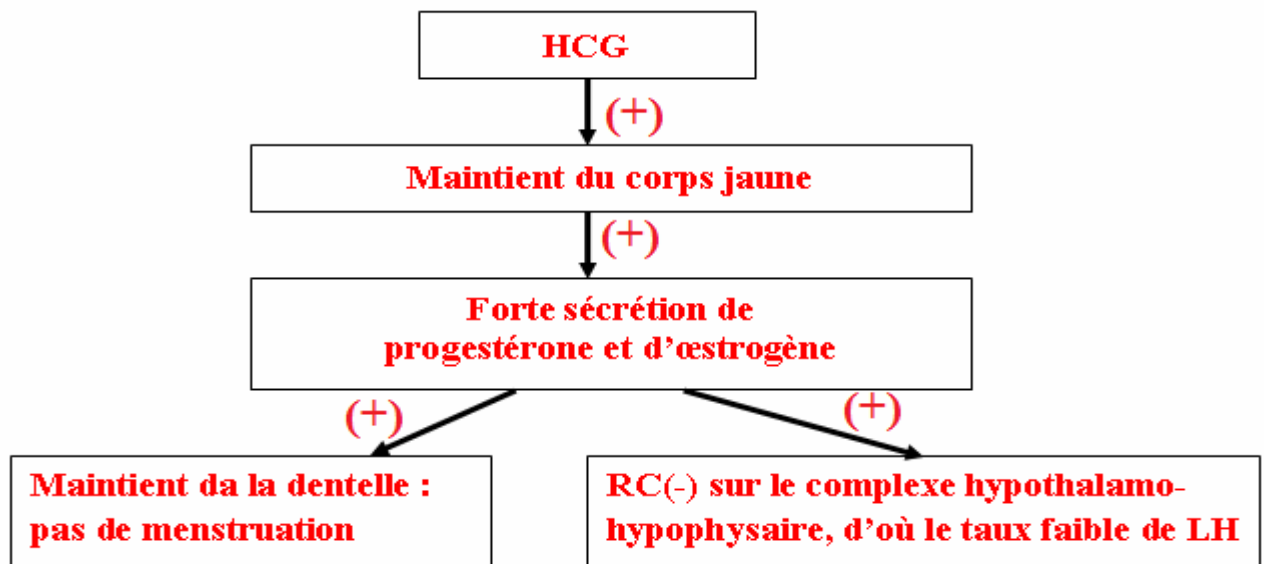 HCG
(+)
Maintient du corps jaune
(+)
Forte sécrétion de
progestérone et d’œstrogène
(+)
(+)
Maintient da la dentelle :
pas de menstruation
RC(-) sur le complexe hypothalamo-
hypophysaire, d’où le taux faible de LH